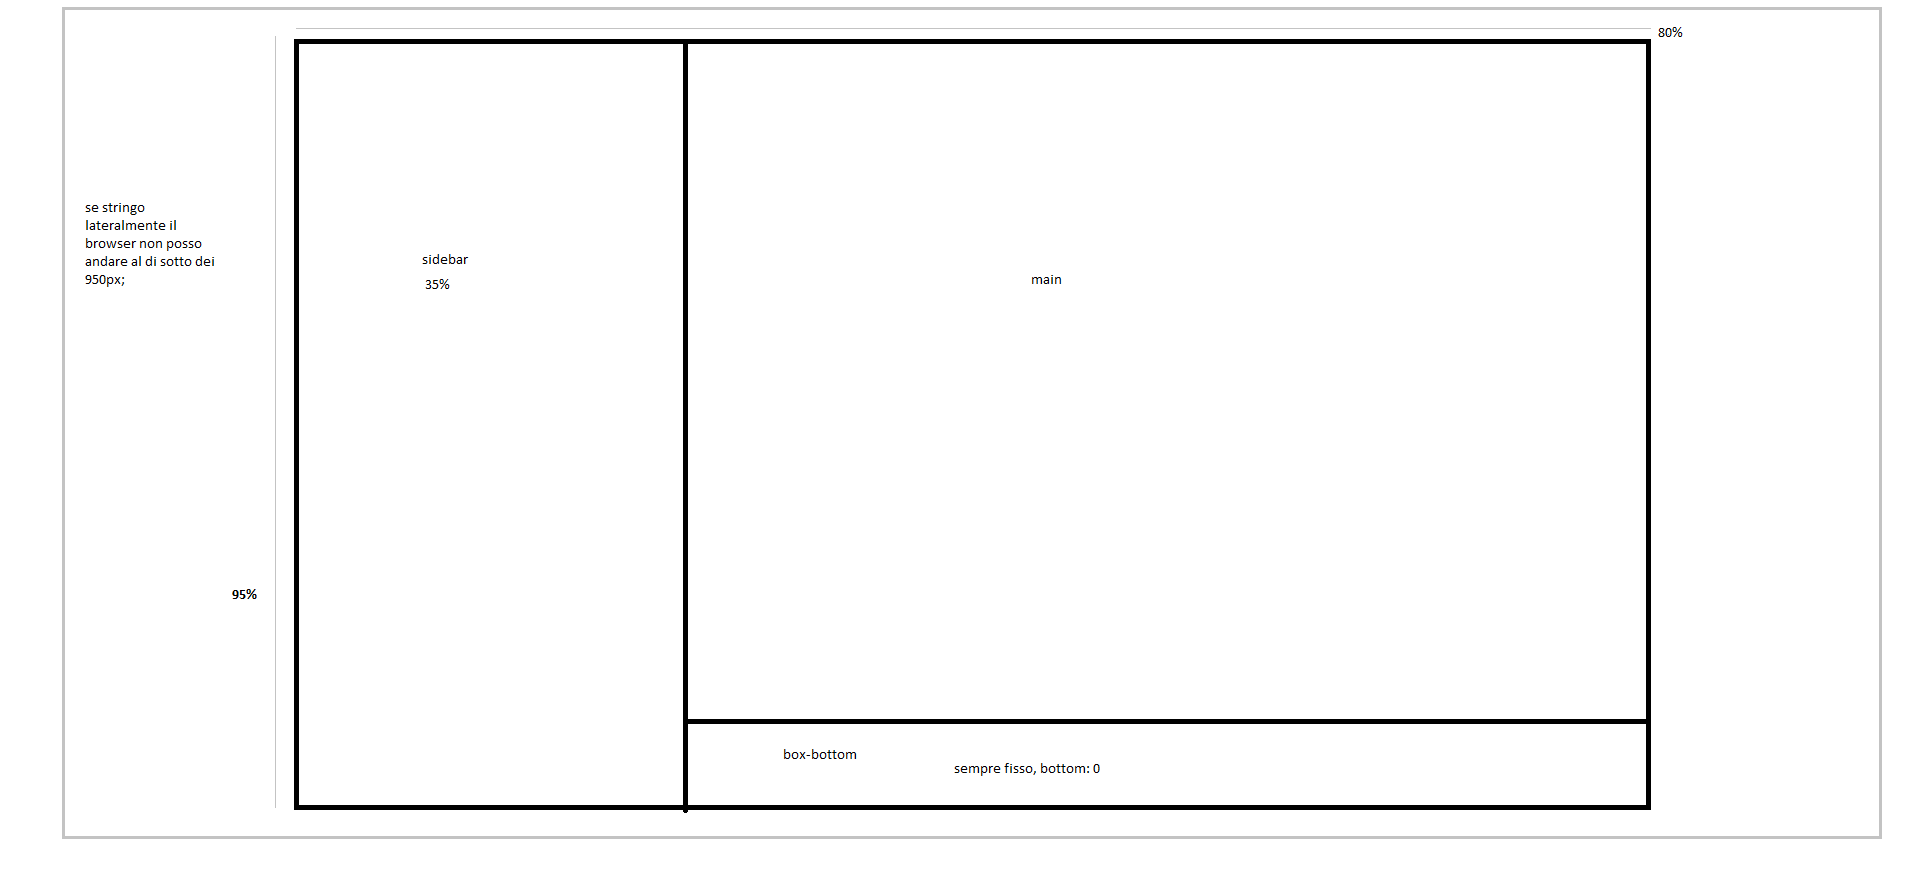 80%
se stringo
lateralmente il
browser non posso
andare al di sotto dei
950px;
sidebar
35%
main
95%
box-bottom
sempre fisso, bottom: 0